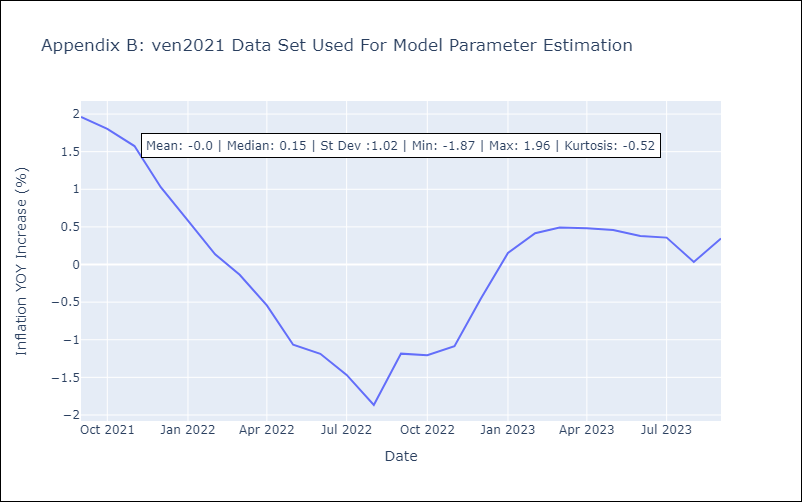 Appendix B: ven2021 Data Set Used For Model Parameter Estimation
Mean: -0.0 | Median: 0.15 | St Dev :1.02 | Min: -1.87 | Max: 1.96 | Kurtosis: -0.52
Inflation YOY Increase (%)
2
1.5
1
0.5
0
−0.5
−1
−1.5
−2
Oct 2021 Jan 2022 Apr 2022 Jul 2022 Oct 2022 Jan 2023 Apr 2023 Jul 2023
Date